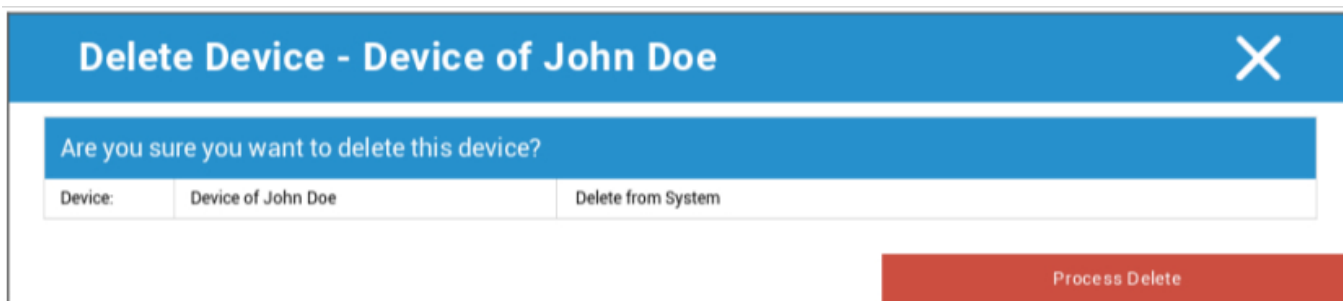 Delete Device - Device of John Doe
Are you sure you want to delete this device?
Device: Device of John Doe Delete from System
Process Delete